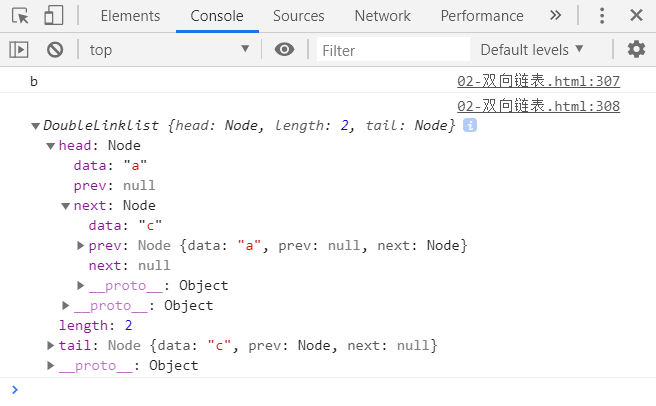 Elements Console Sources Network Performance »
top Filter Default levels
b 02-双向链表.html:307
02-双向链表.html:308
DoubleLinklist {head: Node, length: 2, tail: Node} i
head: Node
data: "a"
prev: null
next: Node
data: "c"
prev: Node {data: "a", prev: null, next: Node}
next: null
__proto__: Object
__proto__: Object
length: 2
tail: Node {data: "c", prev: Node, next: null}
__proto__: Object